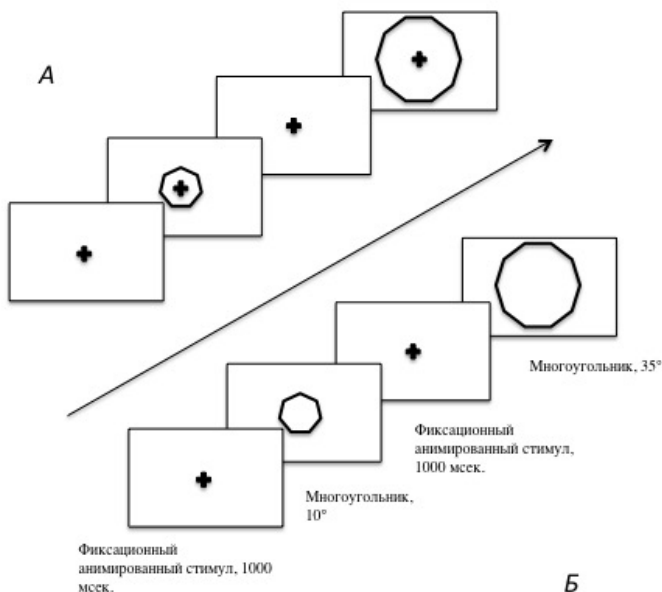 А
Многоугольник, 35°
Фиксационный
анимированный стимул,
1000 мсек.
Многоугольник,
10°
Фиксационный
анимированный стимул, 1000
мсек.
Б